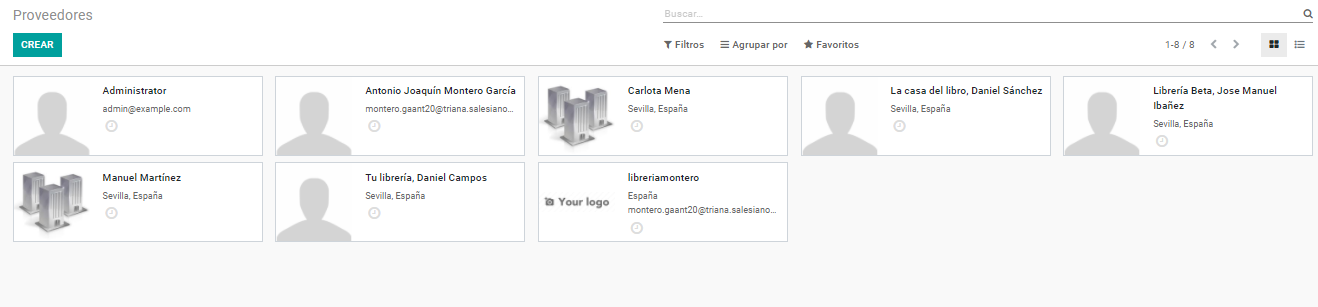 Proveedores
Buscar...
CREAR
Filtros
Agrupar por
Favoritos
1-8 / 8
Administrator
admin@example.com
Antonio Joaquín Montero García
montero.gaant20@triana.salesiano...
Carlota Mena
Sevilla, España
La casa del libro, Daniel Sánchez
Sevilla, España
Librería Beta, Jose Manuel
Ibañez
Sevilla, España
Manuel Martínez
Sevilla, España
Tu librería, Daniel Campos
Sevilla, España
Your logo
libreriamontero
España
montero.gaant20@triana.salesiano...